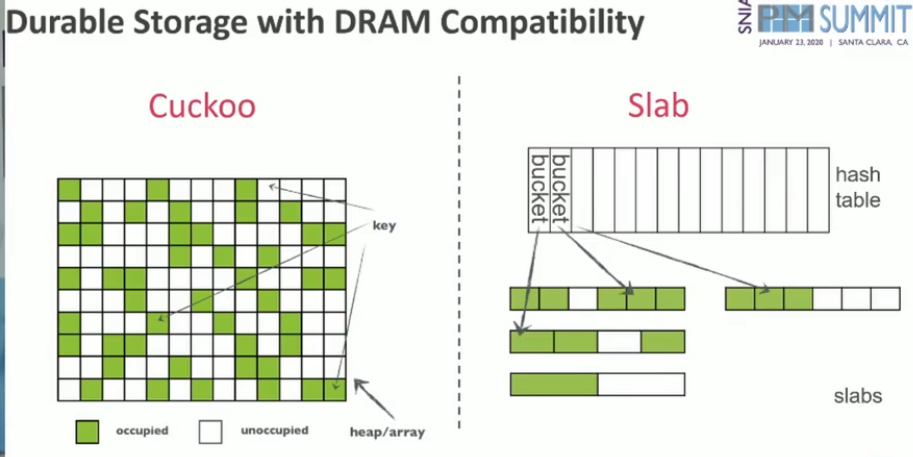 Durable Storage with DRAM Compatibility
SNIA
PM SUMMIT
JANUARY 23, 2020 | SANTA CLARA, CA
Cuckoo
key
occupied
unoccupied
heap/array
Slab
bucket
bucket
hash
table
slabs